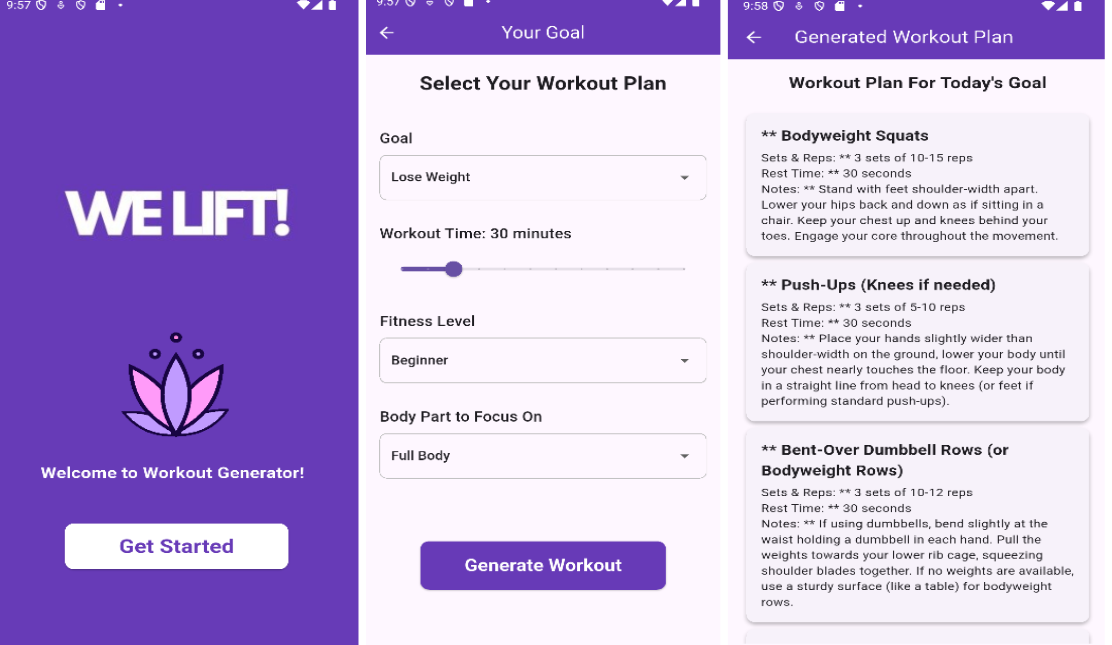 9:57
WE LIFT!
Welcome to Workout Generator!
Get Started
9:57
Your Goal
Select Your Workout Plan
Goal
Lose Weight
Workout Time: 30 minutes
Fitness Level
Beginner
Body Part to Focus On
Full Body
Generate Workout
9:58
Generated Workout Plan
Workout Plan For Today's Goal
** Bodyweight Squats
Sets & Reps: ** 3 sets of 10-15 reps
Rest Time: ** 30 seconds
Notes: ** Stand with feet shoulder-width apart.
Lower your hips back and down as if sitting in a
chair. Keep your chest up and knees behind your
toes. Engage your core throughout the movement.
** Push-Ups (Knees if needed)
Sets & Reps: ** 3 sets of 5-10 reps
Rest Time: ** 30 seconds
Notes: ** Place your hands slightly wider than
shoulder-width on the ground, lower your body until
your chest nearly touches the floor. Keep your body
in a straight line from head to knees (or feet if
performing standard push-ups).
** Bent-Over Dumbbell Rows (or
Bodyweight Rows)
Sets & Reps: ** 3 sets of 10-12 reps
Rest Time: ** 30 seconds
Notes: ** If using dumbbells, bend slightly at the
waist holding a dumbbell in each hand. Pull the
weights towards your lower rib cage, squeezing
shoulder blades together. If no weights are available,
use a sturdy surface (like a table) for bodyweight
rows.